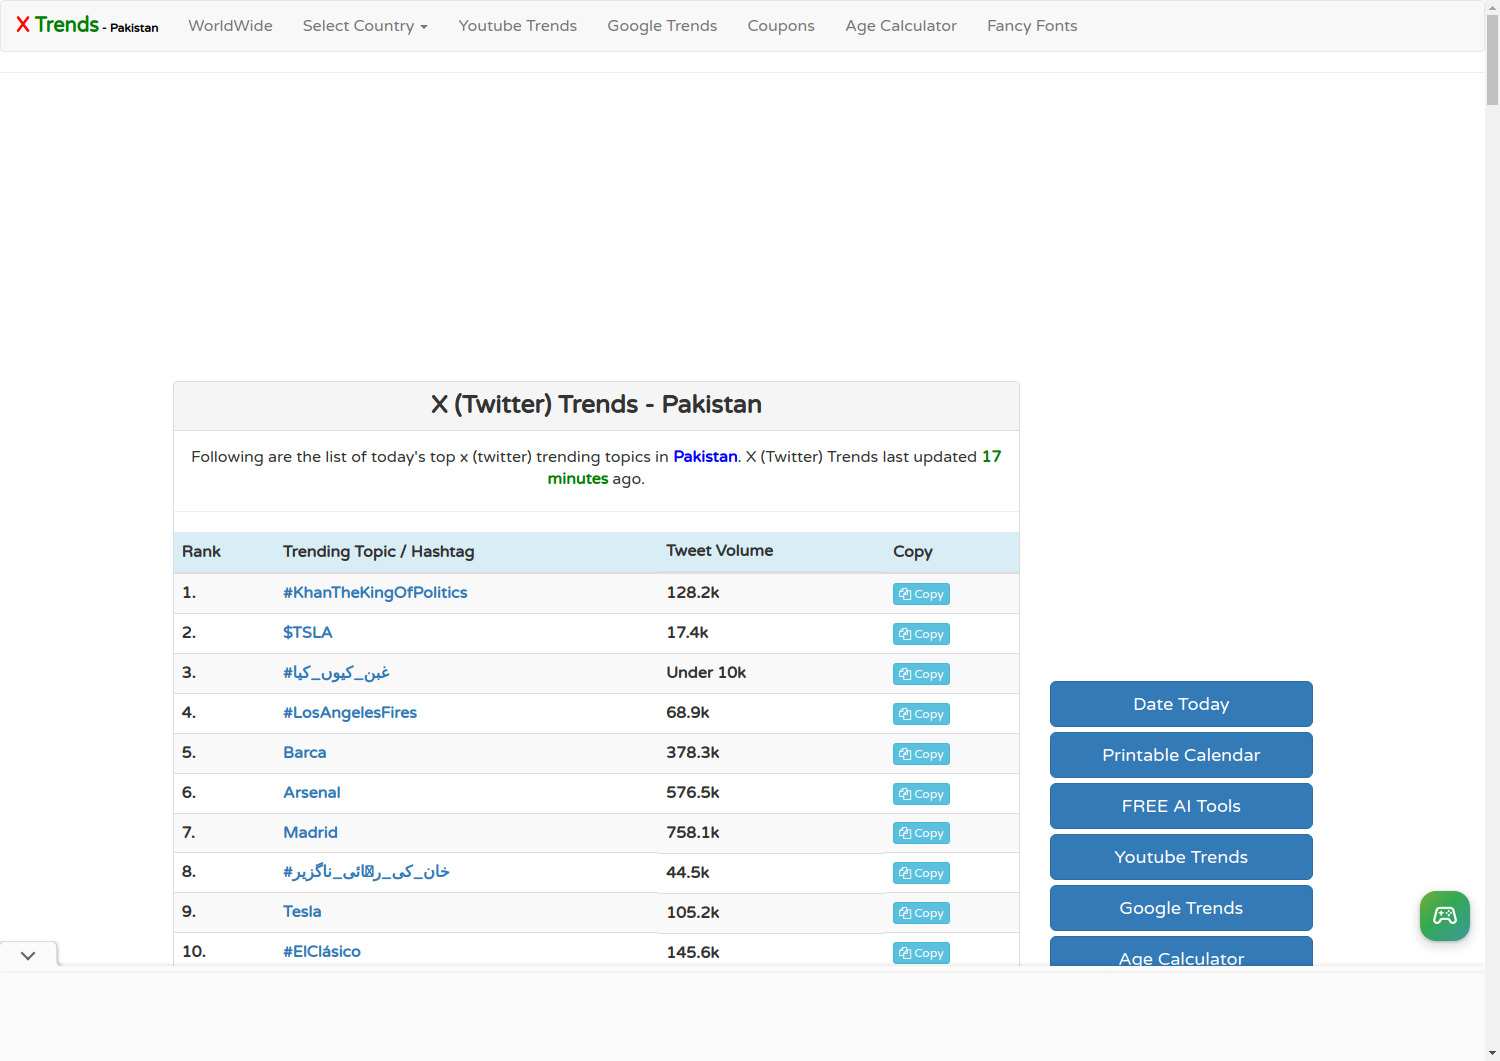 X Trends - Pakistan WorldWide Select Country Youtube Trends Google Trends Coupons Age Calculator Fancy Fonts
X (Twitter) Trends - Pakistan
Following are the list of today's top x (twitter) trending topics in Pakistan. X (Twitter) Trends last updated 17
minutes ago.
Rank Trending Topic / Hashtag Tweet Volume Copy
1. #KhanTheKingOfPolitics 128.2k Copy
2. $TSLA 17.4k Copy
3. #غبن_کیوں_کیا Under 10k Copy
4. #LosAngelesFires 68.9k Copy
5. Barca 378.3k Copy
6. Arsenal 576.5k Copy
7. Madrid 758.1k Copy
8. #خان_کی_ر ائی_ناگزیر 44.5k Copy
9. Tesla 105.2k Copy
10. #ElClásico 145.6k Copy
Date Today
Printable Calendar
FREE AI Tools
Youtube Trends
Google Trends
Age Calculator